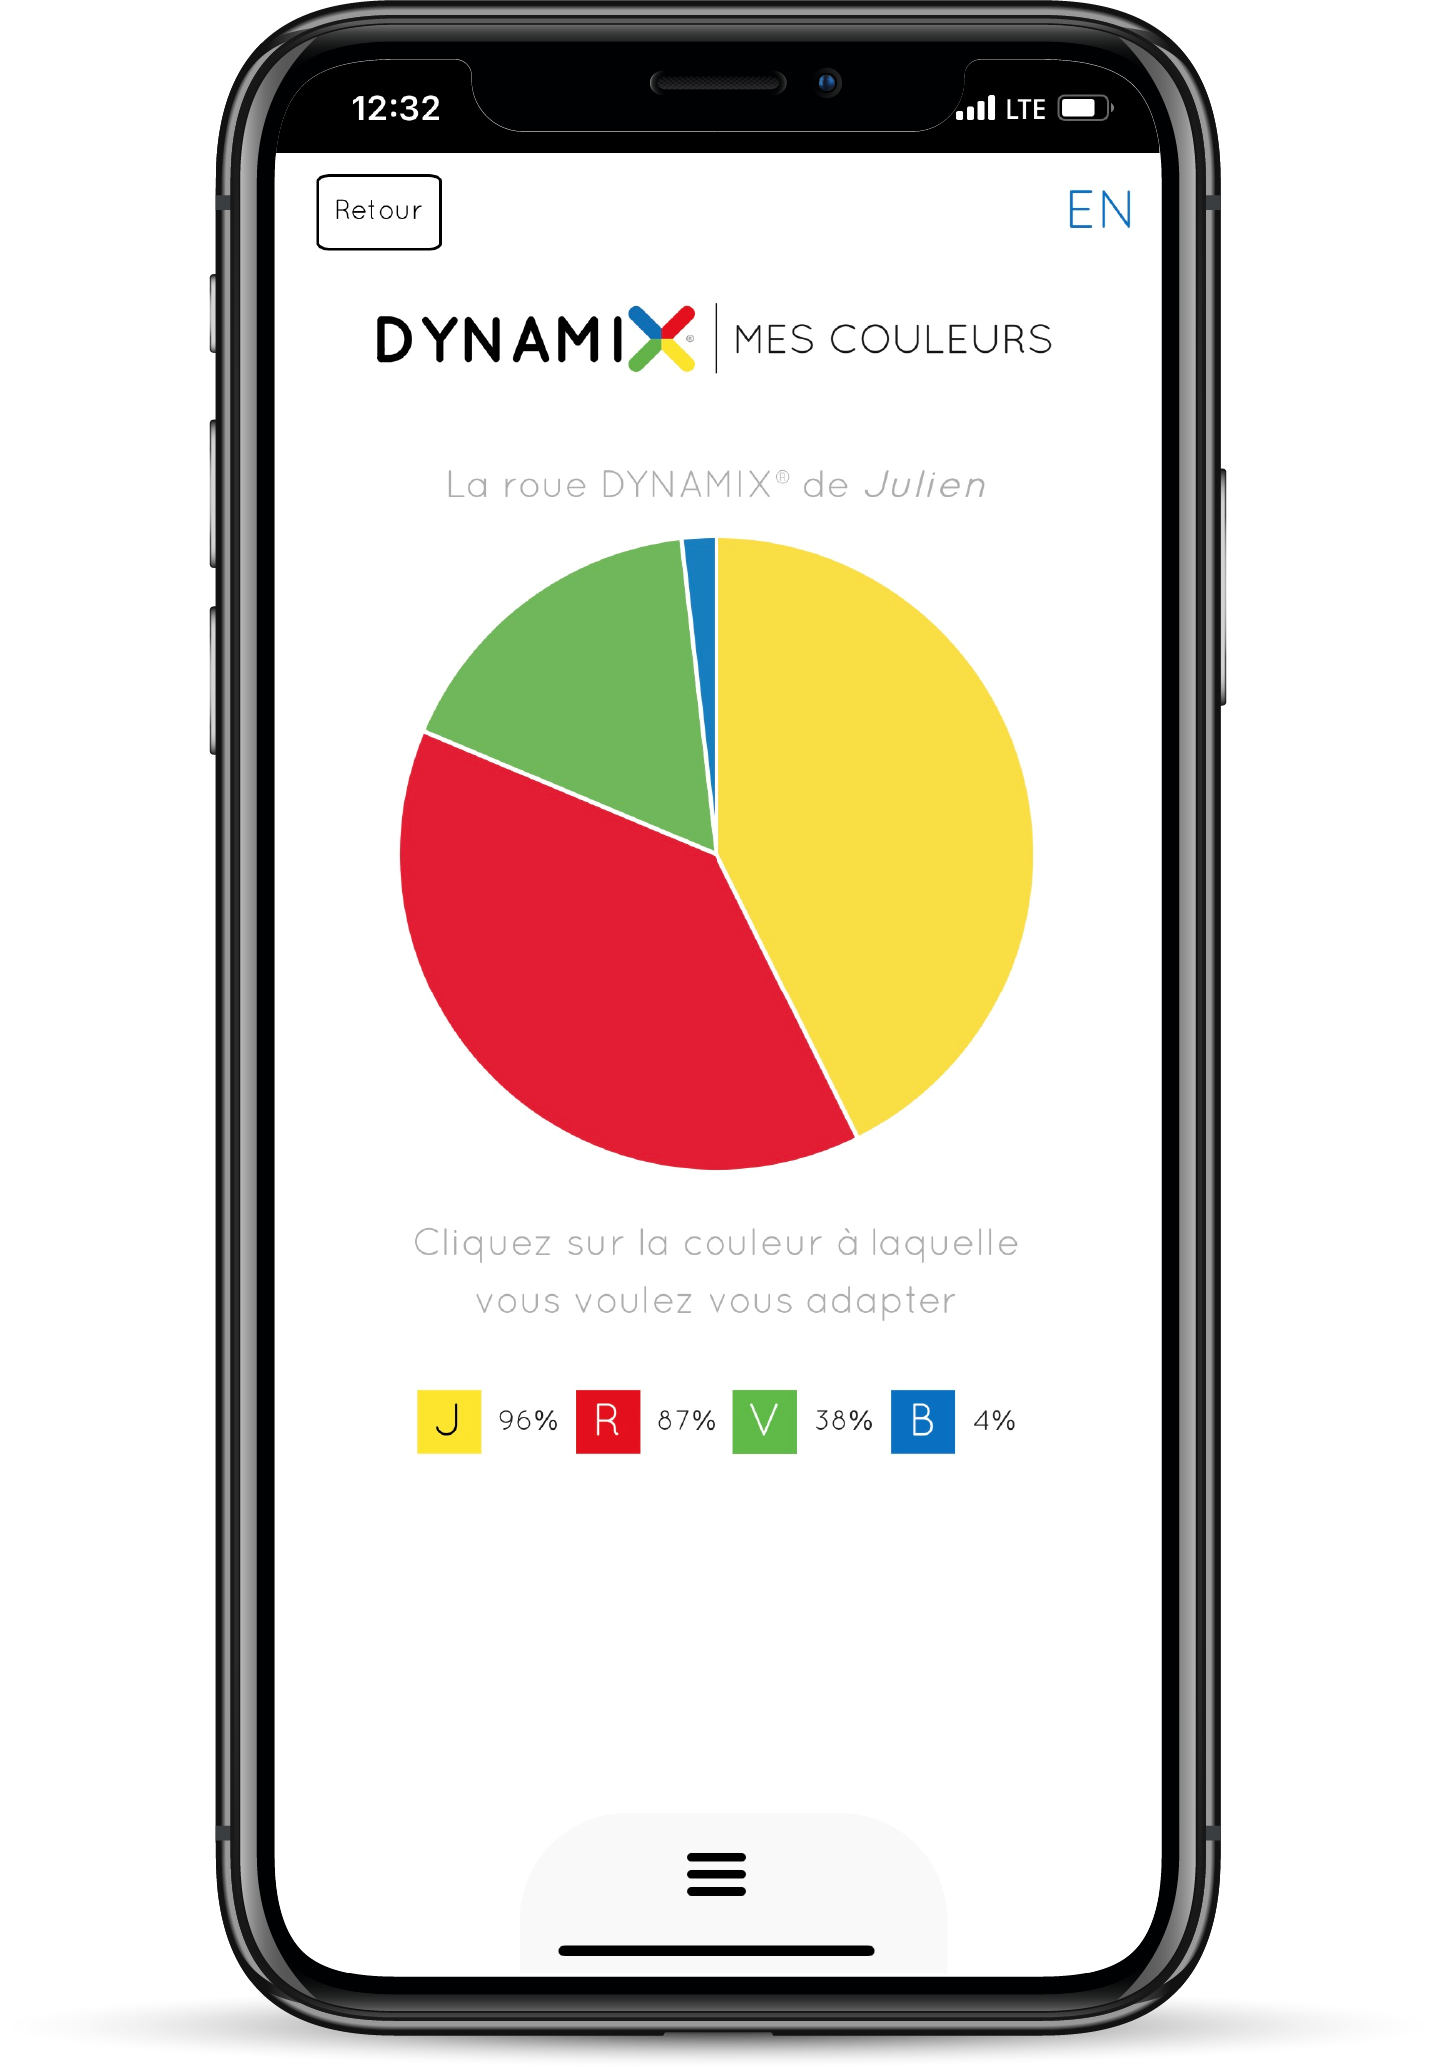 12:32 LTE
Retour EN
DYNAMIX® | MES COULEURS
La roue DYNAMIX® de Julien
Cliquez sur la couleur à laquelle
vous voulez vous adapter
J 96% R 87% V 38% B 4%